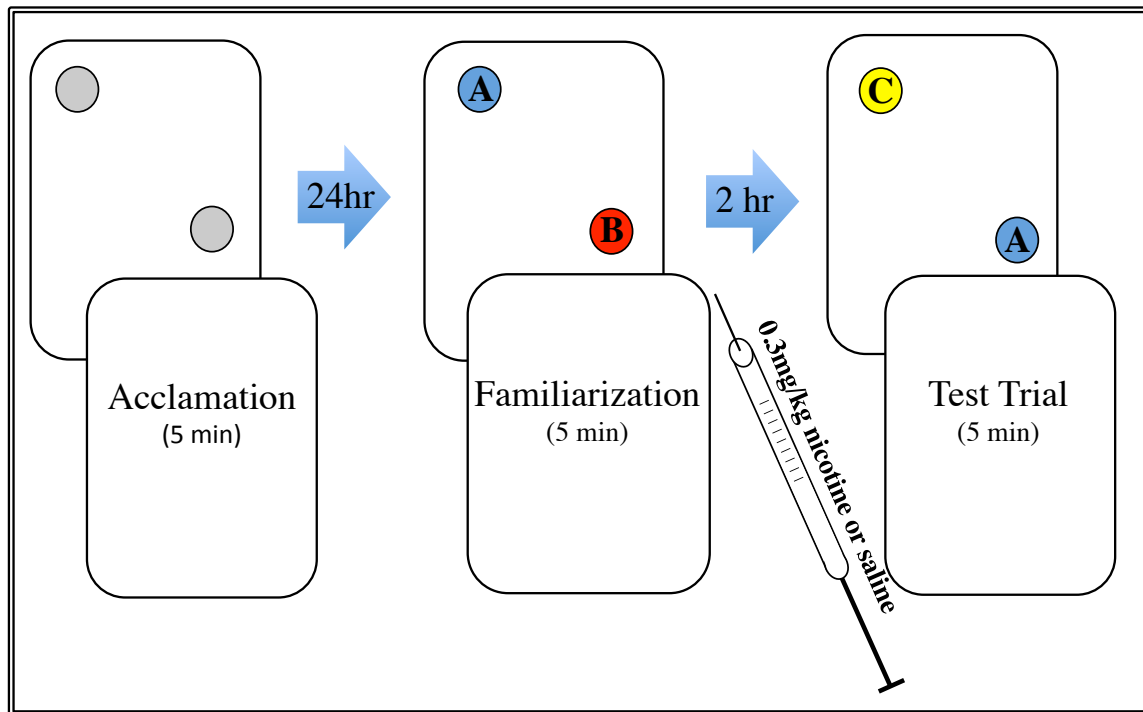 A
C
24hr
2 hr
B
A
Acclamation
(5 min)
Familiarization
(5 min)
0.3mg/kg nicotine or saline
Test Trial
(5 min)